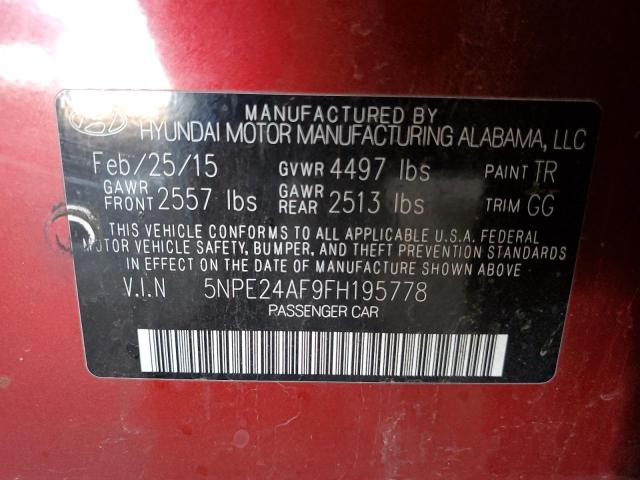 MANUFACTURED BY
HYUNDAI MOTOR MANUFACTURING ALABAMA, LLC
Feb/25/15 GVWR 4497 lbs PAINT TR
GAWR FRONT 2557 lbs GAWR REAR 2513 lbs TRIM GG
THIS VEHICLE CONFORMS TO ALL APPLICABLE U.S.A. FEDERAL
MOTOR VEHICLE SAFETY, BUMPER, AND THEFT PREVENTION STANDARDS
IN EFFECT ON THE DATE OF MANUFACTURE SHOWN ABOVE.
V.I.N 5NPE24AF9FH195778
PASSENGER CAR